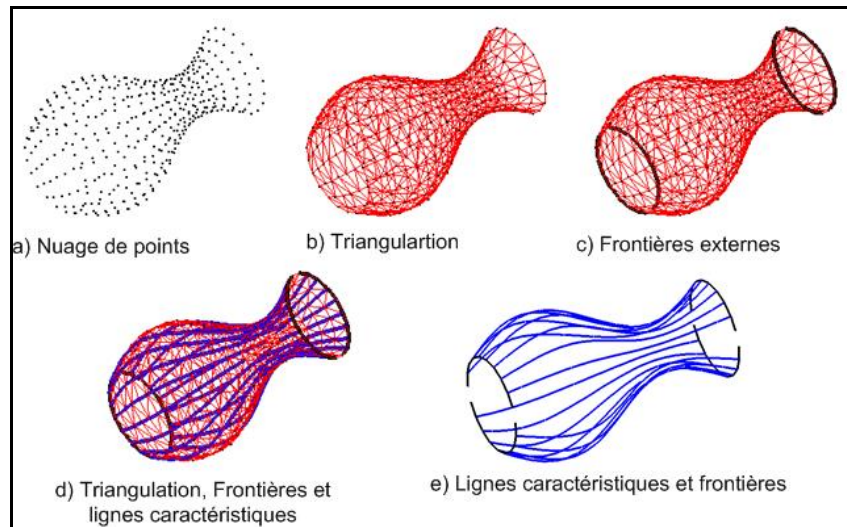 a) Nuage de points
b) Triangulartion
c) Frontières externes
d) Triangulation, Frontières et
lignes caractéristiques
e) Lignes caractéristiques et frontières